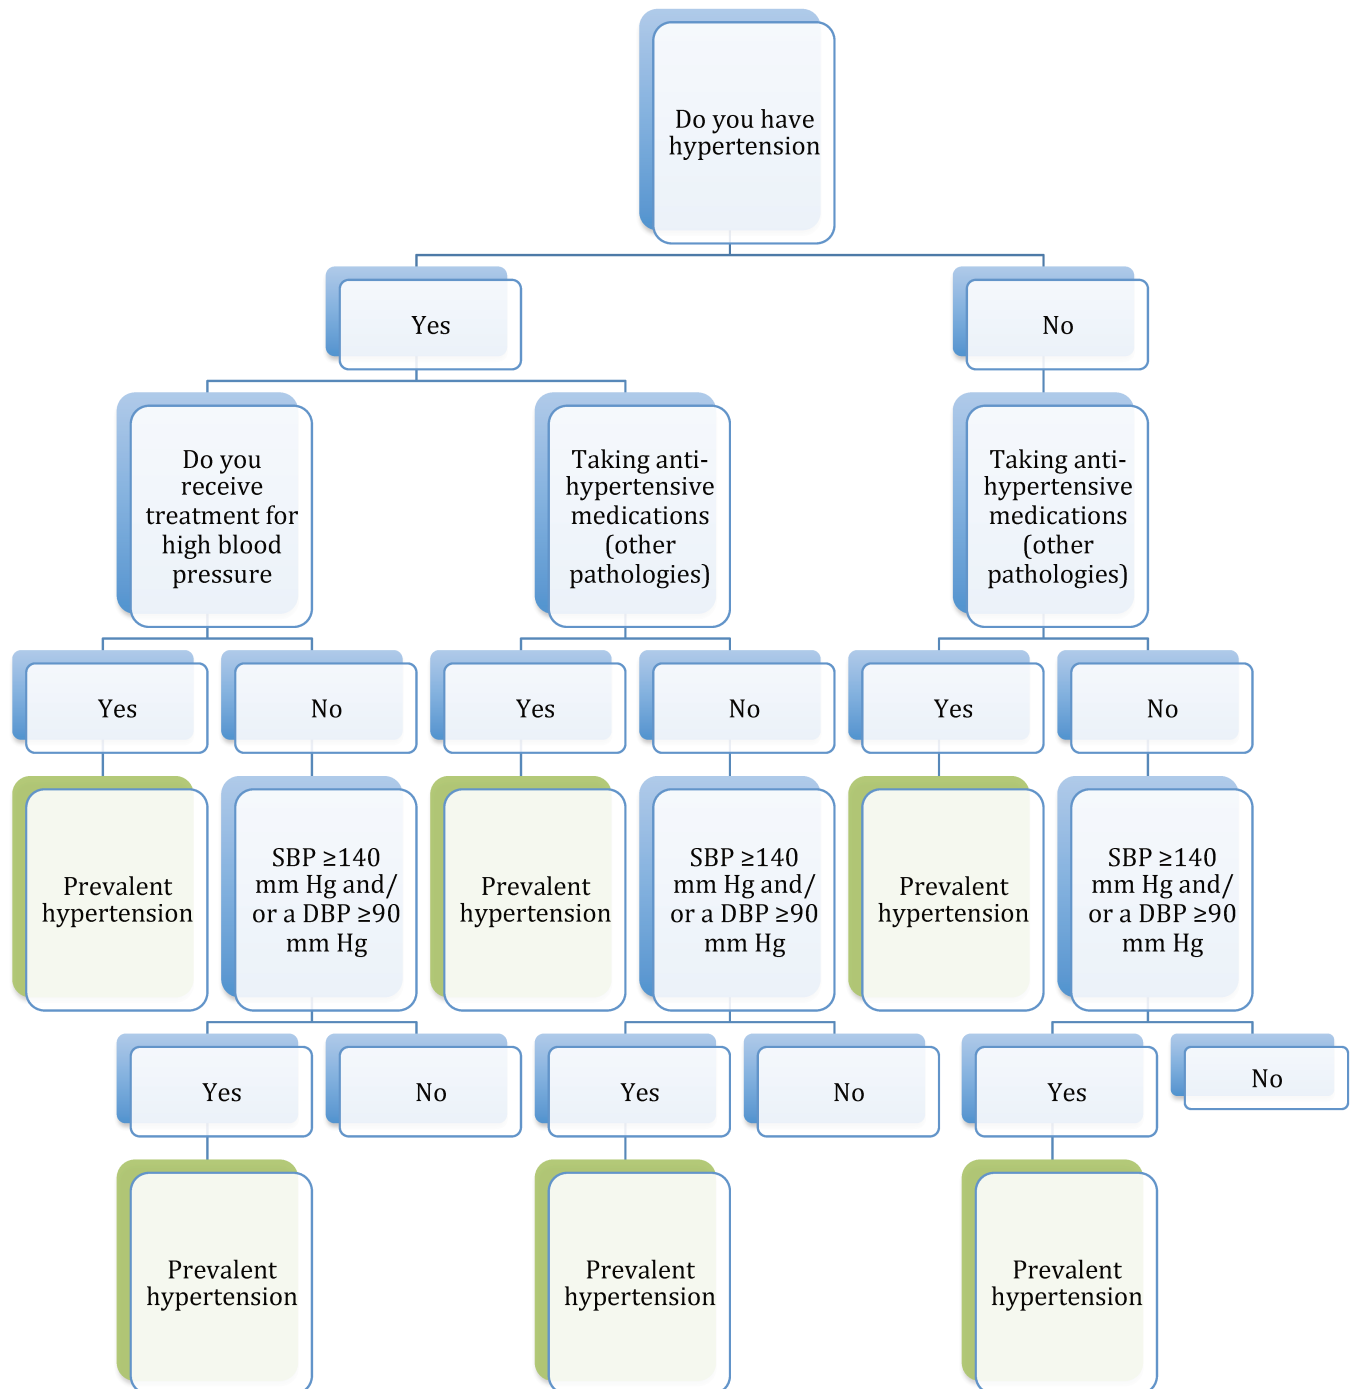 Do you have
hypertension
Yes
No
Do you
receive
treatment for
high blood
pressure
Taking anti-
hypertensive
medications
(other
pathologies)
Taking anti-
hypertensive
medications
(other
pathologies)
Yes
No
Yes
No
Yes
No
Prevalent
hypertension
SBP ≥140
mm Hg and/
or a DBP ≥90
mm Hg
Prevalent
hypertension
SBP ≥140
mm Hg and/
or a DBP ≥90
mm Hg
Prevalent
hypertension
SBP ≥140
mm Hg and/
or a DBP ≥90
mm Hg
Yes
No
Yes
No
Yes
No
Prevalent
hypertension
Prevalent
hypertension
Prevalent
hypertension